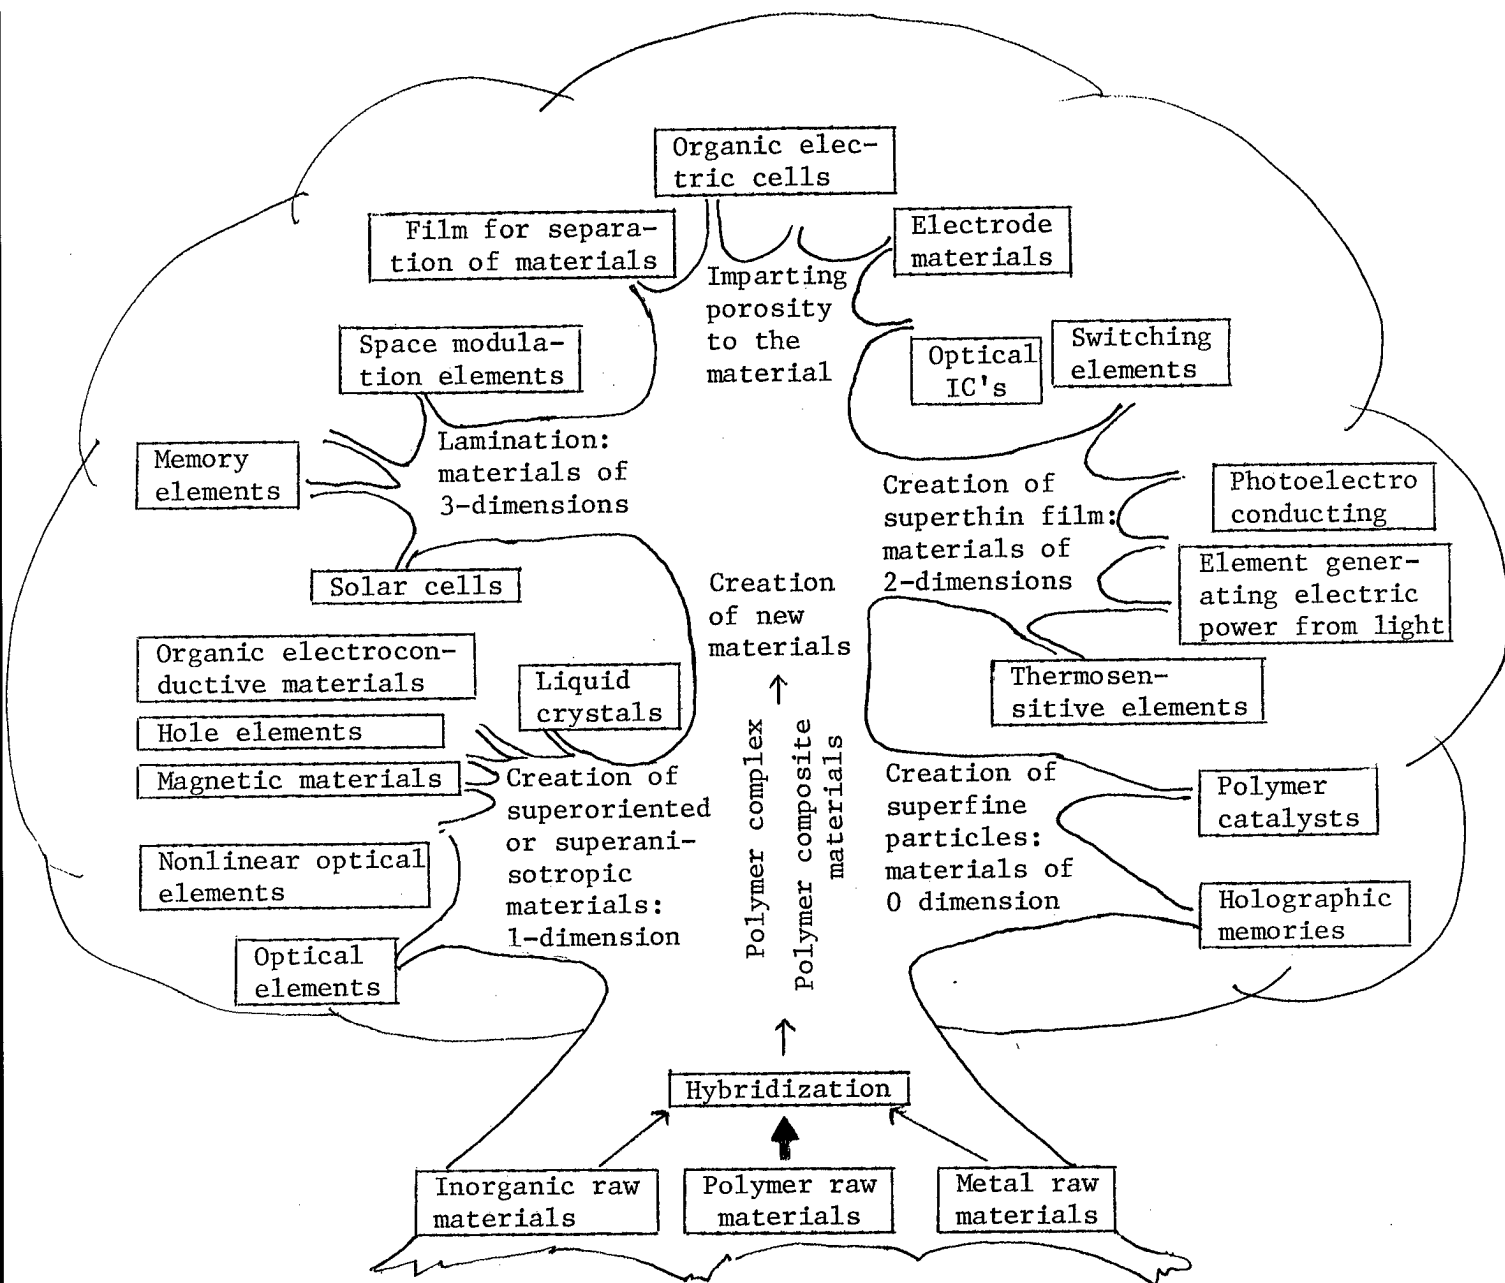 Organic elec-
tric cells
Film for separa-
tion of materials
Electrode
materials
Imparting
porosity
to the
material
Space modula-
tion elements
Optical
IC's
Switching
elements
Memory
elements
Lamination:
materials of
3-dimensions
Creation of
superthin film:
materials of
2-dimensions
Photoelectro
conducting
Solar cells
Creation
of new
materials
Element gener-
ating electric
power from light
Organic electrocon-
ductive materials
Liquid
crystals
Thermosen-
sitive elements
Hole elements
Magnetic materials
Nonlinear optical
elements
Optical
elements
Creation of
superoriented
or superani-
sotropic
materials:
1-dimension
Polymer complex
Polymer composite
materials
Creation of
superfine
particles:
materials of
0 dimension
Polymer
catalysts
Holographic
memories
Hybridization
Inorganic raw
materials
Polymer raw
materials
Metal raw
materials